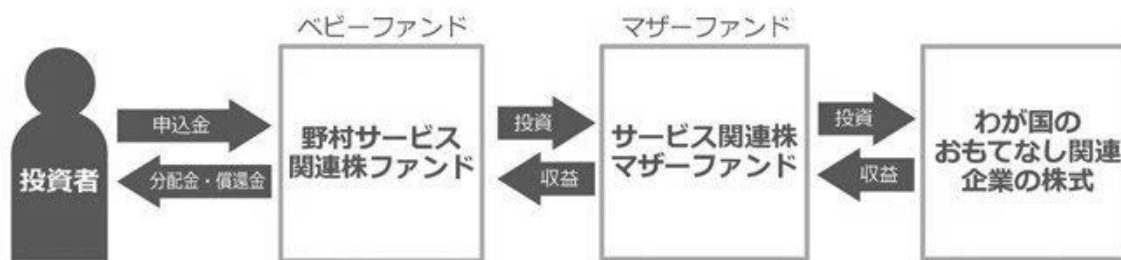 ベビーファンド
マザーファンド
投資者
申込金
分配金・償還金
野村サービス
関連株ファンド
投資
収益
サービス関連株
マザーファンド
投資
収益
わが国の
おもてなし関連
企業の株式